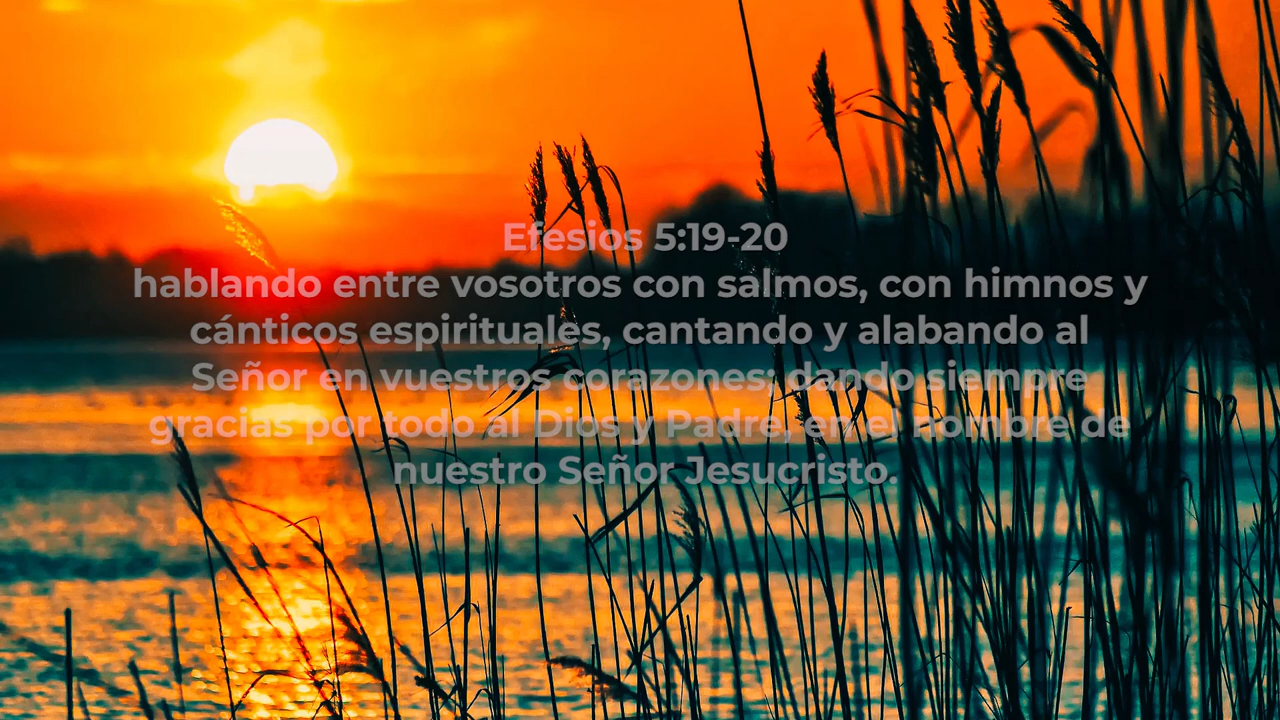 Efesios 5:19-20
hablando entre vosotros con salmos, con himnos y
cánticos espirituales, cantando y alabando al
Señor en vuestros corazones; dando siempre
gracias por todo al Dios y Padre, en el nombre de
nuestro Señor Jesucristo.